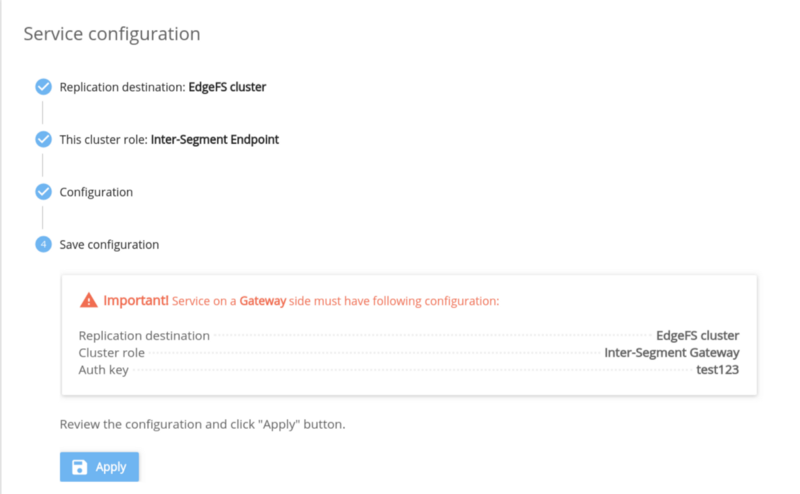 Service configuration
Replication destination: EdgeFS cluster
This cluster role: Inter-Segment Endpoint
Configuration
4 Save configuration
Important! Service on a Gateway side must have following configuration:
Replication destination EdgeFS cluster
Cluster role Inter-Segment Gateway
Auth key test123
Review the configuration and click "Apply" button.
Apply